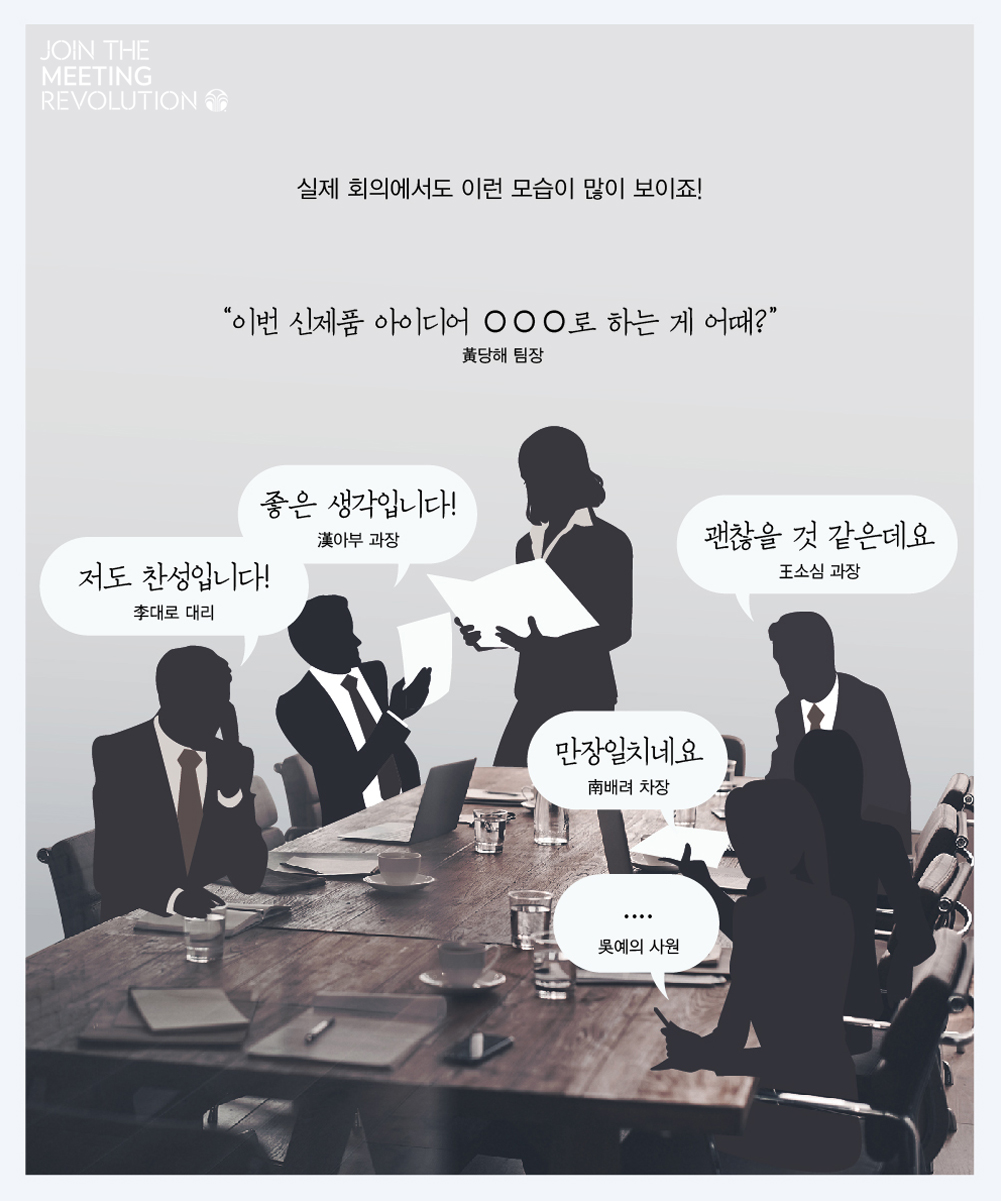 JOIN THE
MEETING
REVOLUTION
실제 회의에서도 이런 모습이 많이 보이죠!
“이번 신제품 아이디어 ○○○로 하는 게 어때?”
黃당해 팀장
좋은 생각입니다!
漢아부 과장
저도 찬성입니다!
李대로 대리
괜찮을 것 같은데요
王소심 과장
만장일치네요
南배려 차장
....
吳예의 사원